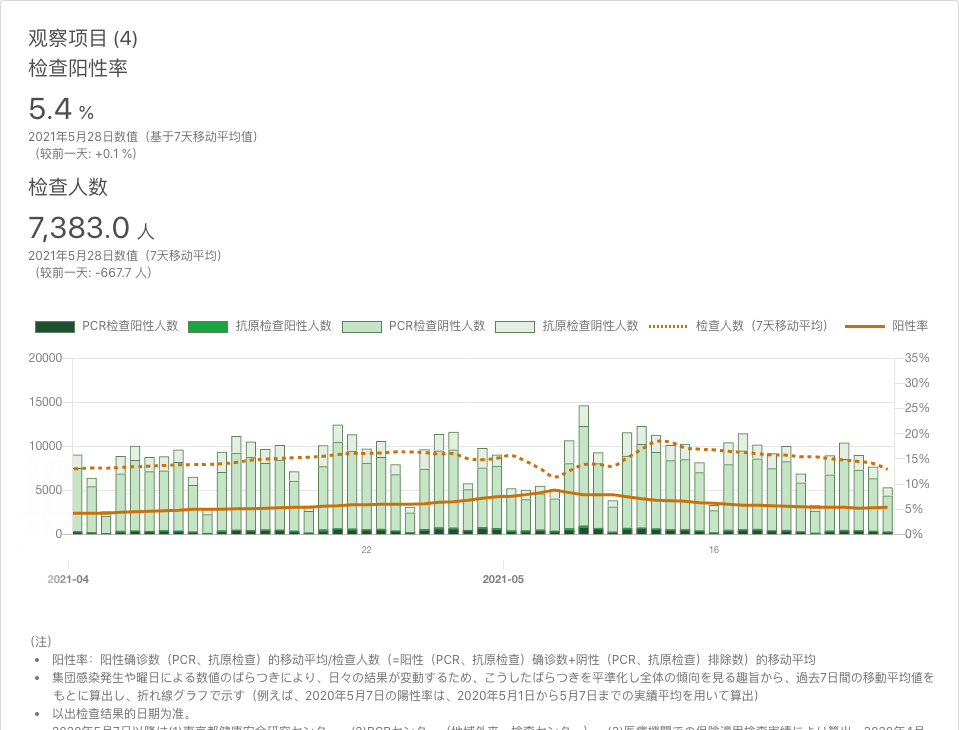 观察项目 (4)
检查阳性率
5.4 %
2021年5月28日数值（基于7天移动平均值）
（较前一天: +0.1 %）
检查人数
7,383.0 人
2021年5月28日数值（7天移动平均）
（较前一天: -667.7 人）
PCR检查阳性人数 抗原检查阳性人数 PCR检查阴性人数 抗原检查阴性人数 检查人数（7天移动平均） 阳性率
20000 35%
30%
15000 25%
20%
10000 15%
5000 10%
5%
0 0%
22 16
2021-04 2021-05
（注）
• 阳性率：阳性确诊数（PCR、抗原检查）的移动平均/检查人数（=阳性（PCR、抗原检查）确诊数+阴性（PCR、抗原检查）排除数）的移动平均
• 集団感染発生や曜日による数値のばらつきにより、日々の結果が変動するため、こうしたばらつきを平準化し全体の傾向を見る趣旨から、過去7日間の移動平均値を
もとに算出し、折れ線グラフで示す（例えば、2020年5月7日の陽性率は、2020年5月1日から5月7日までの実績平均を用いて算出）
• 以出检查结果的日期为准。